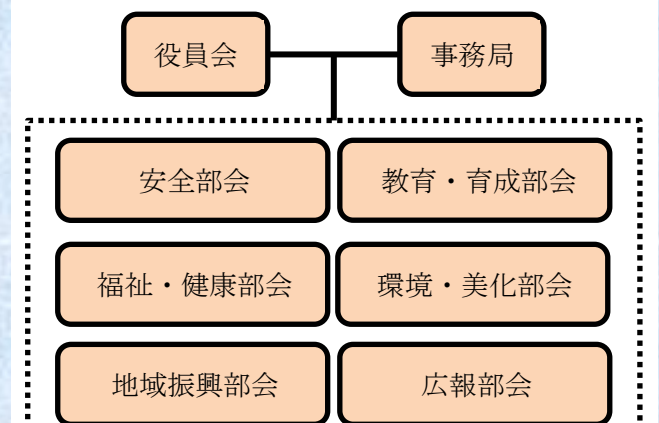 役員会
事務局
安全部会
教育・育成部会
福祉・健康部会
環境・美化部会
地域振興部会
広報部会